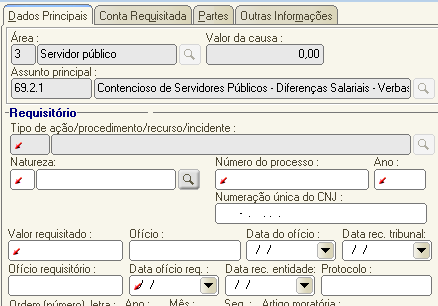 Dados Principais Conta Requisitada Partes Outras Informações
Área : Valor da causa :
3 Servidor público 0,00
Assunto principal :
69.2.1 Contencioso de Servidores Públicos - Diferenças Salariais - Verbas
Requisitório
Tipo de ação/procedimento/recurso/incidente :
Natureza: Número do processo : Ano :
Numeração única do CNJ :
- . . . .
Valor requisitado : Ofício : Data do ofício : Data rec. tribunal:
/ / / /
Ofício requisitório : Data ofício req. : Data rec. entidade: Protocolo :
/ / / /
Ordem (número) letra : Ano : Mês : Seq. : Artigo moratória :